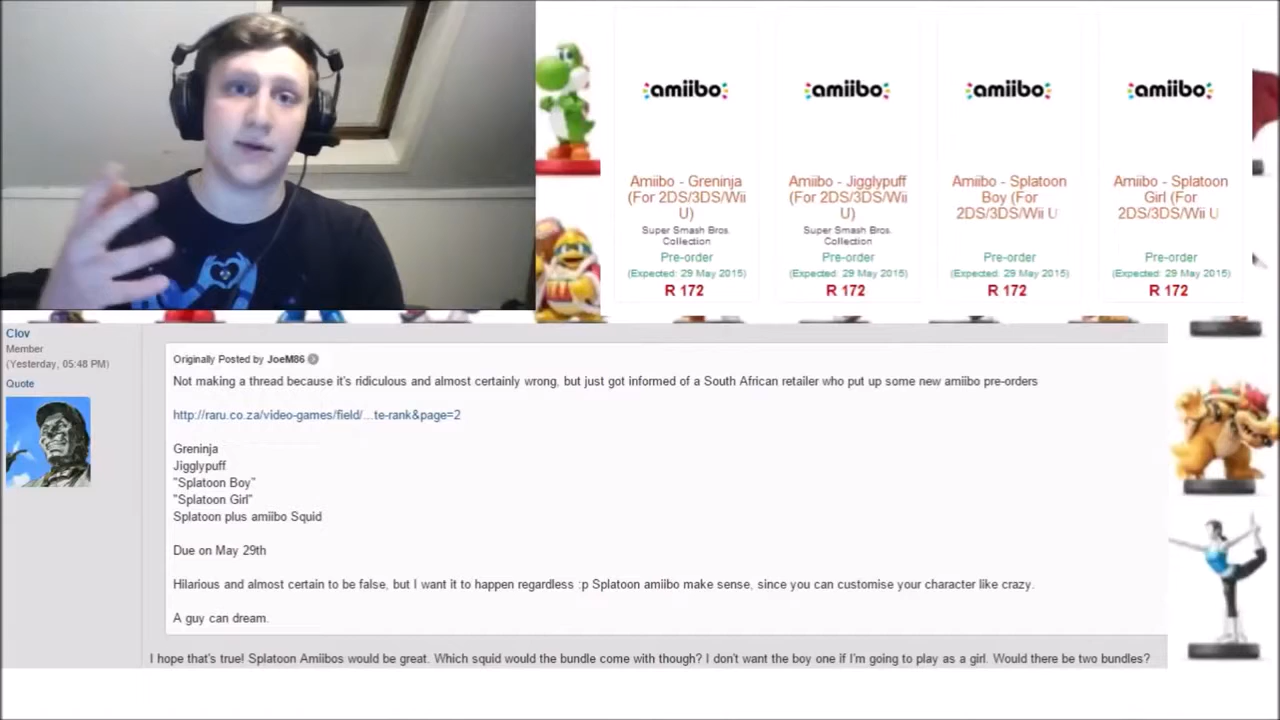 amiibo amiibo amiibo amiibo
Amiibo - Greninja
(For 2DS/3DS/Wii
U)
Super Smash Bros.
Collection
Pre-order
(Expected: 29 May 2015)
R 172
Amiibo - Jigglypuff
(For 2DS/3DS/Wii
U)
Super Smash Bros.
Collection
Pre-order
(Expected: 29 May 2015)
R 172
Amiibo - Splatoon
Boy (For
2DS/3DS/Wii U
Pre-order
(Expected: 29 May 2015)
R 172
Amiibo - Splatoon
Girl (For
2DS/3DS/Wii U
Pre-order
(Expected: 29 May 2015)
R 172
Clov
Member
(Yesterday, 05:48 PM)
Quote
Originally Posted by JoeM86
Not making a thread because it's ridiculous and almost certainly wrong, but just got informed of a South African retailer who put up some new amiibo pre-orders
http://raru.co.za/video-games/field/...te-rank&page=2
Greninja
Jigglypuff
"Splatoon Boy"
"Splatoon Girl"
Splatoon plus amiibo Squid
Due on May 29th
Hilarious and almost certain to be false, but I want it to happen regardless :p Splatoon amiibo make sense, since you can customise your character like crazy.
A guy can dream.
I hope that's true! Splatoon Amiibos would be great. Which squid would the bundle come with though? I don't want the boy one if I'm going to play as a girl. Would there be two bundles?